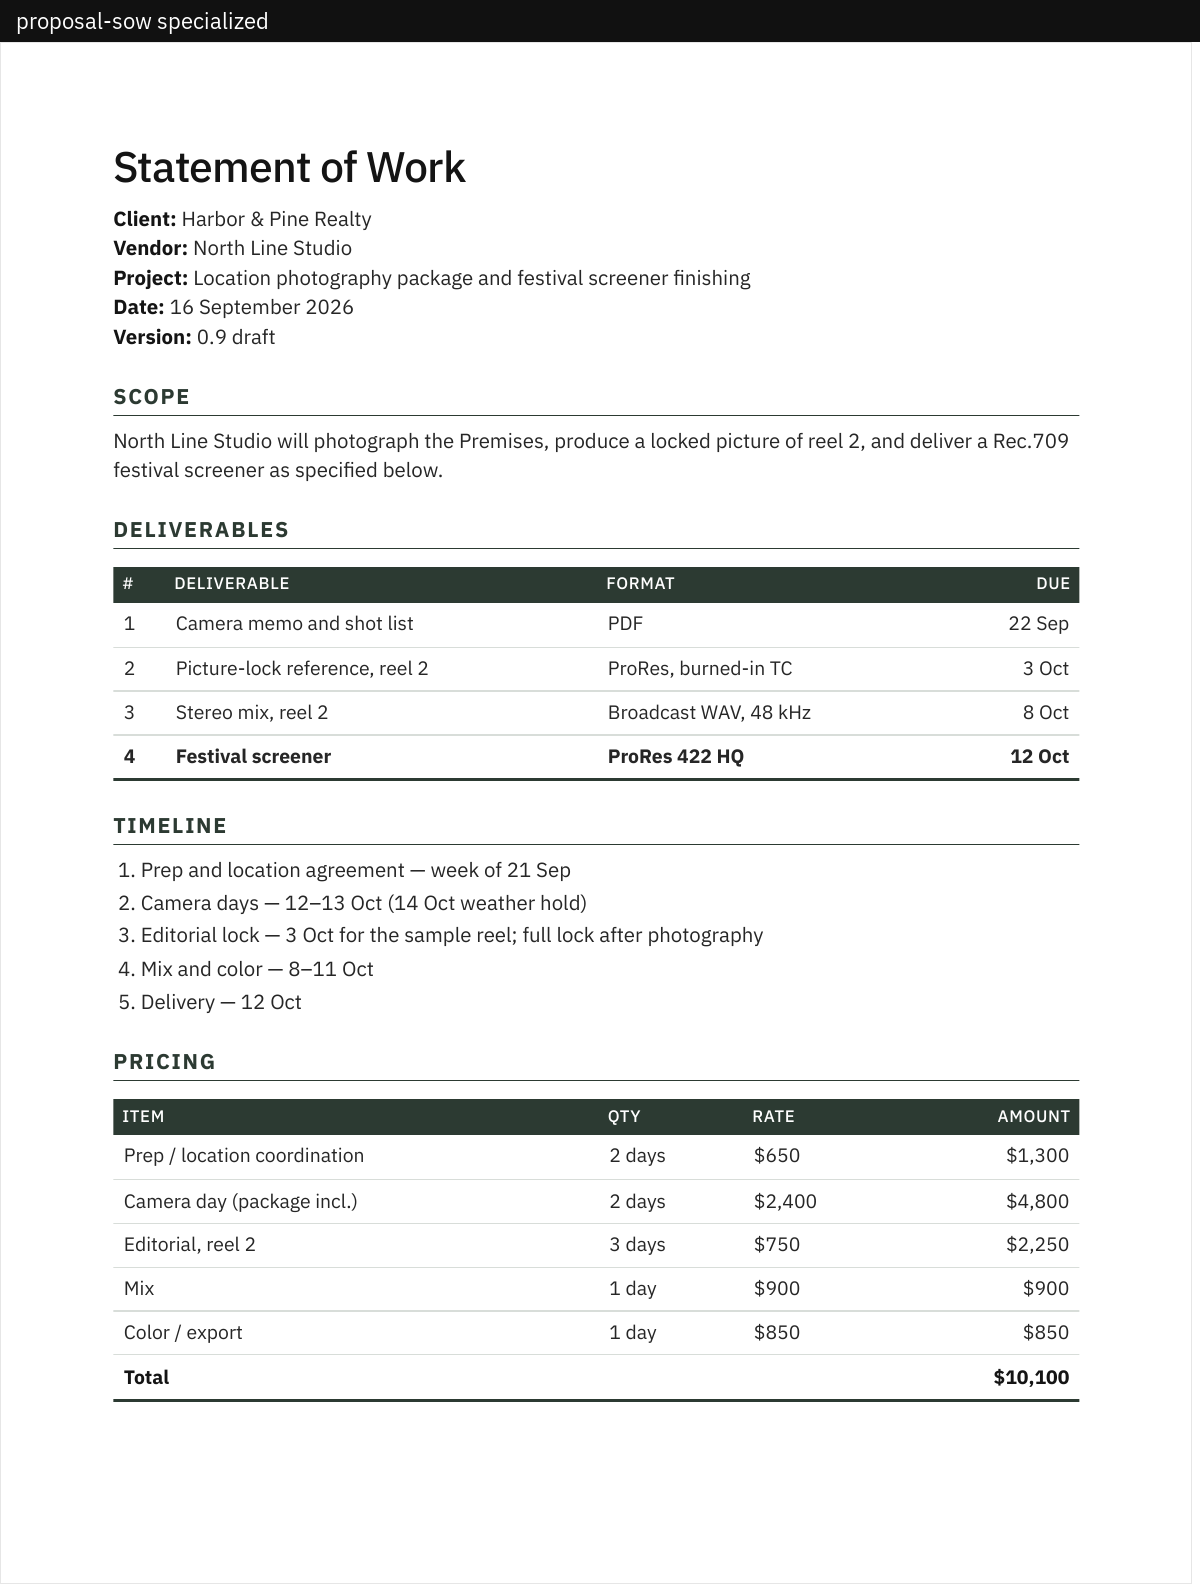 proposal-sow specialized
Statement of Work
Client: Harbor & Pine Realty
Vendor: North Line Studio
Project: Location photography package and festival screener finishing
Date: 16 September 2026
Version: 0.9 draft
SCOPE
North Line Studio will photograph the Premises, produce a locked picture of reel 2, and deliver a Rec.709
festival screener as specified below.
DELIVERABLES
# DELIVERABLE FORMAT DUE
1 Camera memo and shot list PDF 22 Sep
2 Picture-lock reference, reel 2 ProRes, burned-in TC 3 Oct
3 Stereo mix, reel 2 Broadcast WAV, 48 kHz 8 Oct
4 Festival screener ProRes 422 HQ 12 Oct
TIMELINE
1. Prep and location agreement — week of 21 Sep
2. Camera days — 12–13 Oct (14 Oct weather hold)
3. Editorial lock — 3 Oct for the sample reel; full lock after photography
4. Mix and color — 8–11 Oct
5. Delivery — 12 Oct
PRICING
ITEM QTY RATE AMOUNT
Prep / location coordination 2 days $650 $1,300
Camera day (package incl.) 2 days $2,400 $4,800
Editorial, reel 2 3 days $750 $2,250
Mix 1 day $900 $900
Color / export 1 day $850 $850
Total $10,100